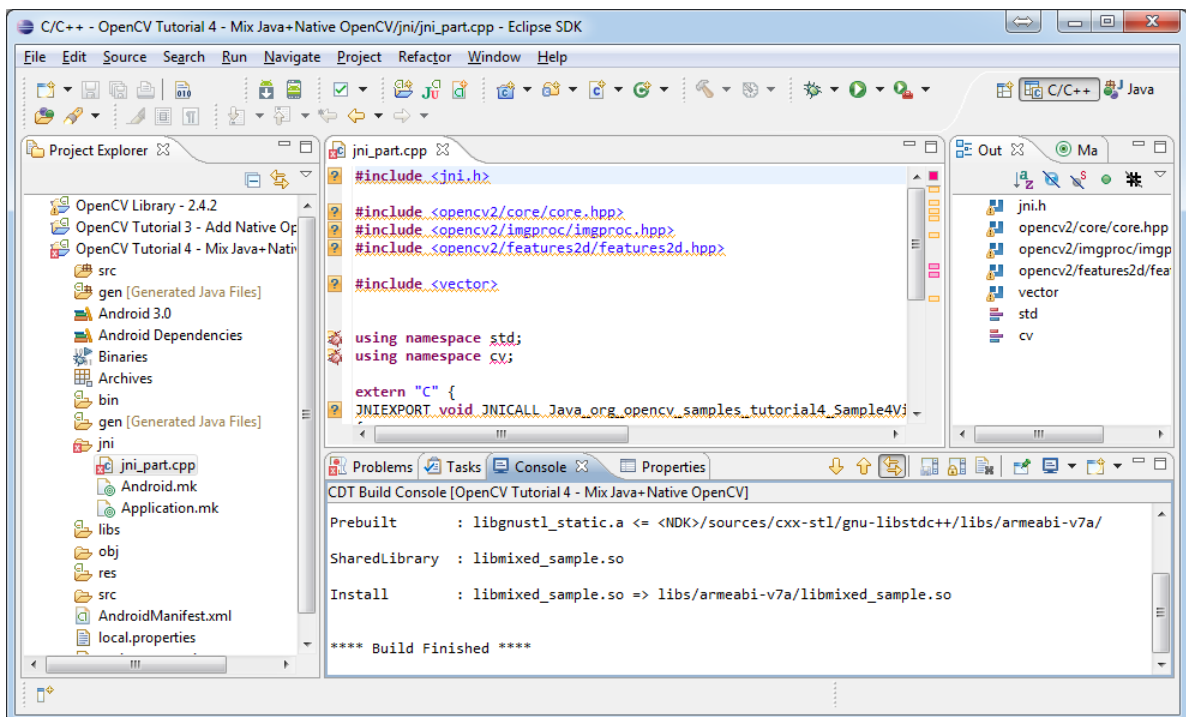 C/C++ - OpenCV Tutorial 4 - Mix Java+Native OpenCV/jni/jni_part.cpp - Eclipse SDK
File Edit Source Search Run Navigate Project Refactor Window Help
C/C++ Java
Project Explorer
OpenCV Library - 2.4.2
OpenCV Tutorial 3 - Add Native Op
OpenCV Tutorial 4 - Mix Java+Nativ
src
gen [Generated Java Files]
Android 3.0
Android Dependencies
Binaries
Archives
bin
gen [Generated Java Files]
jni
jni_part.cpp
Android.mk
Application.mk
libs
obj
res
src
AndroidManifest.xml
local.properties
jni_part.cpp
#include <jni.h>
#include <opencv2/core/core.hpp>
#include <opencv2/imgproc/imgproc.hpp>
#include <opencv2/features2d/features2d.hpp>
#include <vector>
using namespace std;
using namespace cv;
extern "C" {
JNIEXPORT void JNICALL Java_org_opencv_samples_tutorial4_Sample4Vi
Out Ma
jni.h
opencv2/core/core.hpp
opencv2/imgproc/imgp
opencv2/features2d/fea
vector
std
cv
Problems Tasks Console Properties
CDT Build Console [OpenCV Tutorial 4 - Mix Java+Native OpenCV]
Prebuilt : libgnustl_static.a <= <NDK>/sources/cxx-stl/gnu-libstdc++/libs/armeabi-v7a/
SharedLibrary : libmixed_sample.so
Install : libmixed_sample.so => libs/armeabi-v7a/libmixed_sample.so
**** Build Finished ****